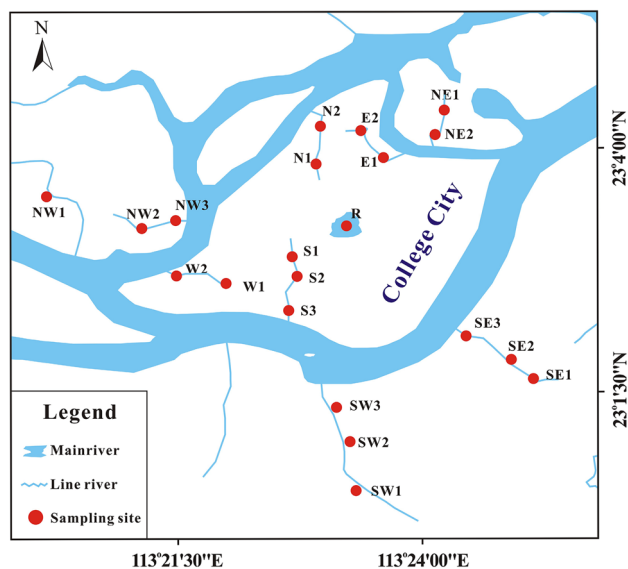 N
NE1
N2
E2
NE2
N1
E1
23°4'00"N
NW1
NW2
NW3
R
College City
S1
W2
S2
W1
S3
SE3
SE2
SE1
23°1'30"N
SW3
SW2
SW1
Legend
Mainriver
Line river
Sampling site
113°21'30"E
113°24'00"E